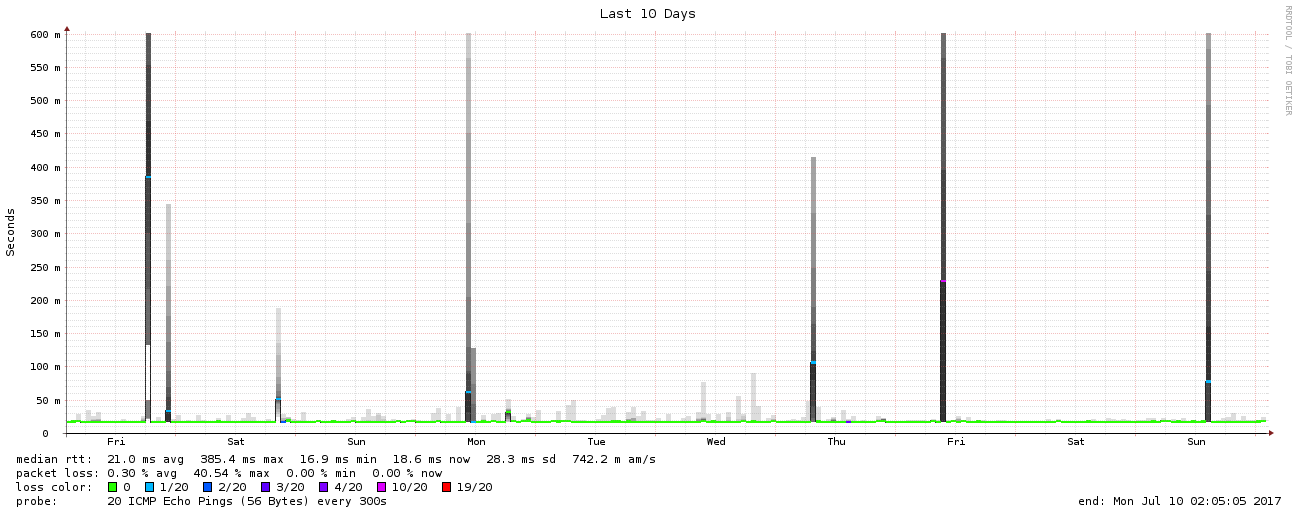 Last 10 Days
RRDTOOL / TOBI OETIKER
Seconds
600 m
550 m
500 m
450 m
400 m
350 m
300 m
250 m
200 m
150 m
100 m
50 m
0
Fri Sat Sun Mon Tue Wed Thu Fri Sat Sun
median rtt: 21.0 ms avg 385.4 ms max 16.9 ms min 18.6 ms now 28.3 ms sd 742.2 m am/s
packet loss: 0.30 % avg 40.54 % max 0.00 % min 0.00 % now
loss color: 0 1/20 2/20 3/20 4/20 10/20 19/20
probe: 20 ICMP Echo Pings (56 Bytes) every 300s end: Mon Jul 10 02:05:05 2017